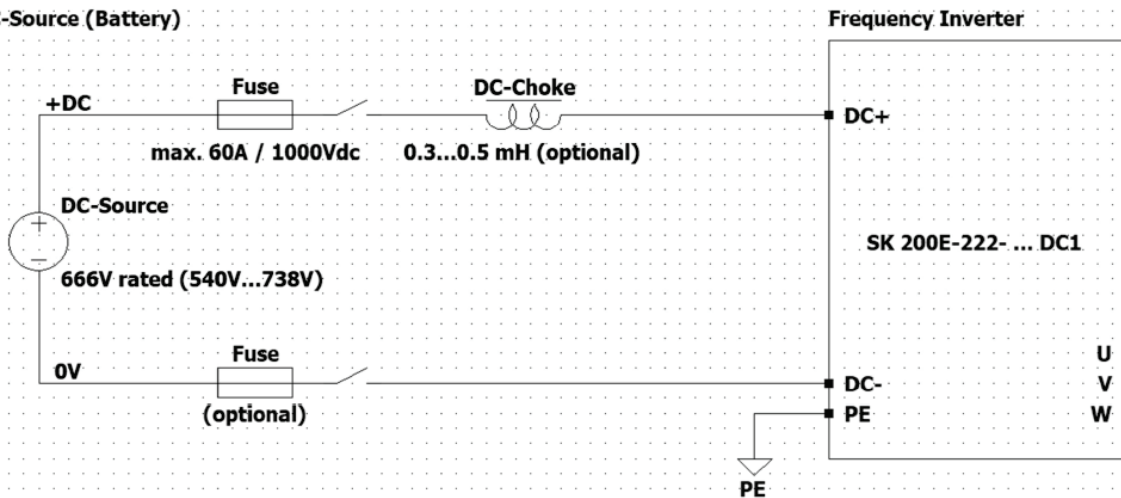 -Source (Battery)
Frequency Inverter
Fuse
DC-Choke
+DC
DC+
max. 60A / 1000Vdc
0.3...0.5 mH (optional)
DC-Source
+
SK 200E-222- ... DC1
666V rated (540V...738V)
Fuse
U
0V
DC-
V
(optional)
PE
W
PE